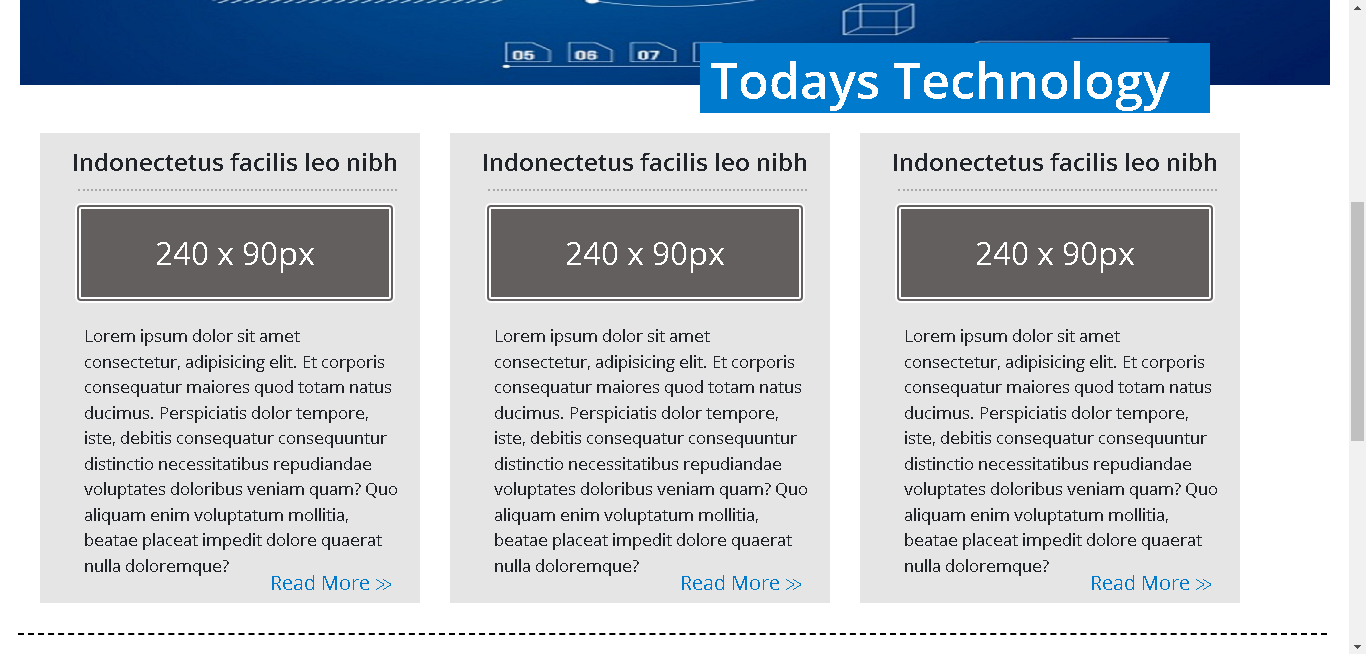 05 06 07
Todays Technology
Indonectetus facilis leo nibh
240 x 90px
Lorem ipsum dolor sit amet
consectetur, adipisicing elit. Et corporis
consequatur maiores quod totam natus
ducimus. Perspiciatis dolor tempore,
iste, debitis consequatur consequuntur
distinctio necessitatibus repudiandae
voluptates doloribus veniam quam? Quo
aliquam enim voluptatum mollitia,
beatae placeat impedit dolore quaerat
nulla doloremque?
Read More ≫
Indonectetus facilis leo nibh
240 x 90px
Lorem ipsum dolor sit amet
consectetur, adipisicing elit. Et corporis
consequatur maiores quod totam natus
ducimus. Perspiciatis dolor tempore,
iste, debitis consequatur consequuntur
distinctio necessitatibus repudiandae
voluptates doloribus veniam quam? Quo
aliquam enim voluptatum mollitia,
beatae placeat impedit dolore quaerat
nulla doloremque?
Read More ≫
Indonectetus facilis leo nibh
240 x 90px
Lorem ipsum dolor sit amet
consectetur, adipisicing elit. Et corporis
consequatur maiores quod totam natus
ducimus. Perspiciatis dolor tempore,
iste, debitis consequatur consequuntur
distinctio necessitatibus repudiandae
voluptates doloribus veniam quam? Quo
aliquam enim voluptatum mollitia,
beatae placeat impedit dolore quaerat
nulla doloremque?
Read More ≫